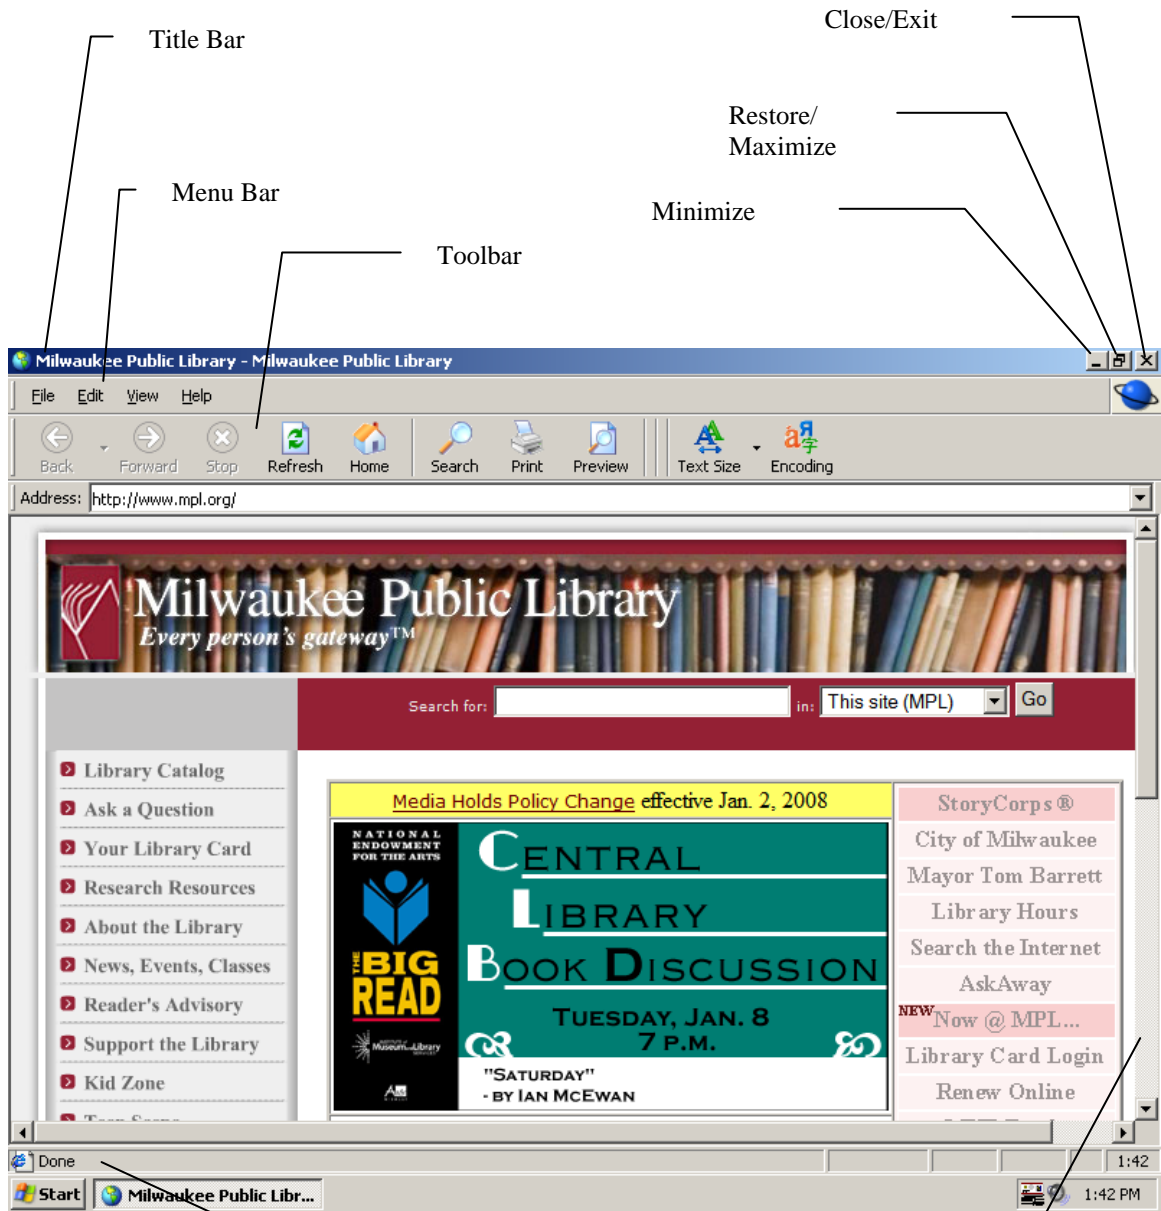 Close/Exit
Title Bar
Restore/
Maximize
Menu Bar
Minimize
Toolbar
Milwaukee Public Library - Milwaukee Public Library
File Edit View Help
Back Forward Stop Refresh Home Search Print Preview Text Size Encoding
Address: http://www.mpl.org/
Milwaukee Public Library
Every person's gateway™
Search for: in: This site (MPL) Go
Library Catalog
Ask a Question
Your Library Card
Research Resources
About the Library
News, Events, Classes
Reader's Advisory
Support the Library
Kid Zone
Media Holds Policy Change effective Jan. 2, 2008
NATIONAL
ENDOWMENT
FOR THE ARTS
THE
BIG
READ
Museum and Library
CENTRAL
LIBRARY
BOOK DISCUSSION
TUESDAY, JAN. 8
7 P.M.
"SATURDAY"
- BY IAN MCEWAN
StoryCorps ®
City of Milwaukee
Mayor Tom Barrett
Library Hours
Search the Internet
AskAway
NEW Now @ MPL...
Library Card Login
Renew Online
Done 1:42
Start Milwaukee Public Libr... 1:42 PM